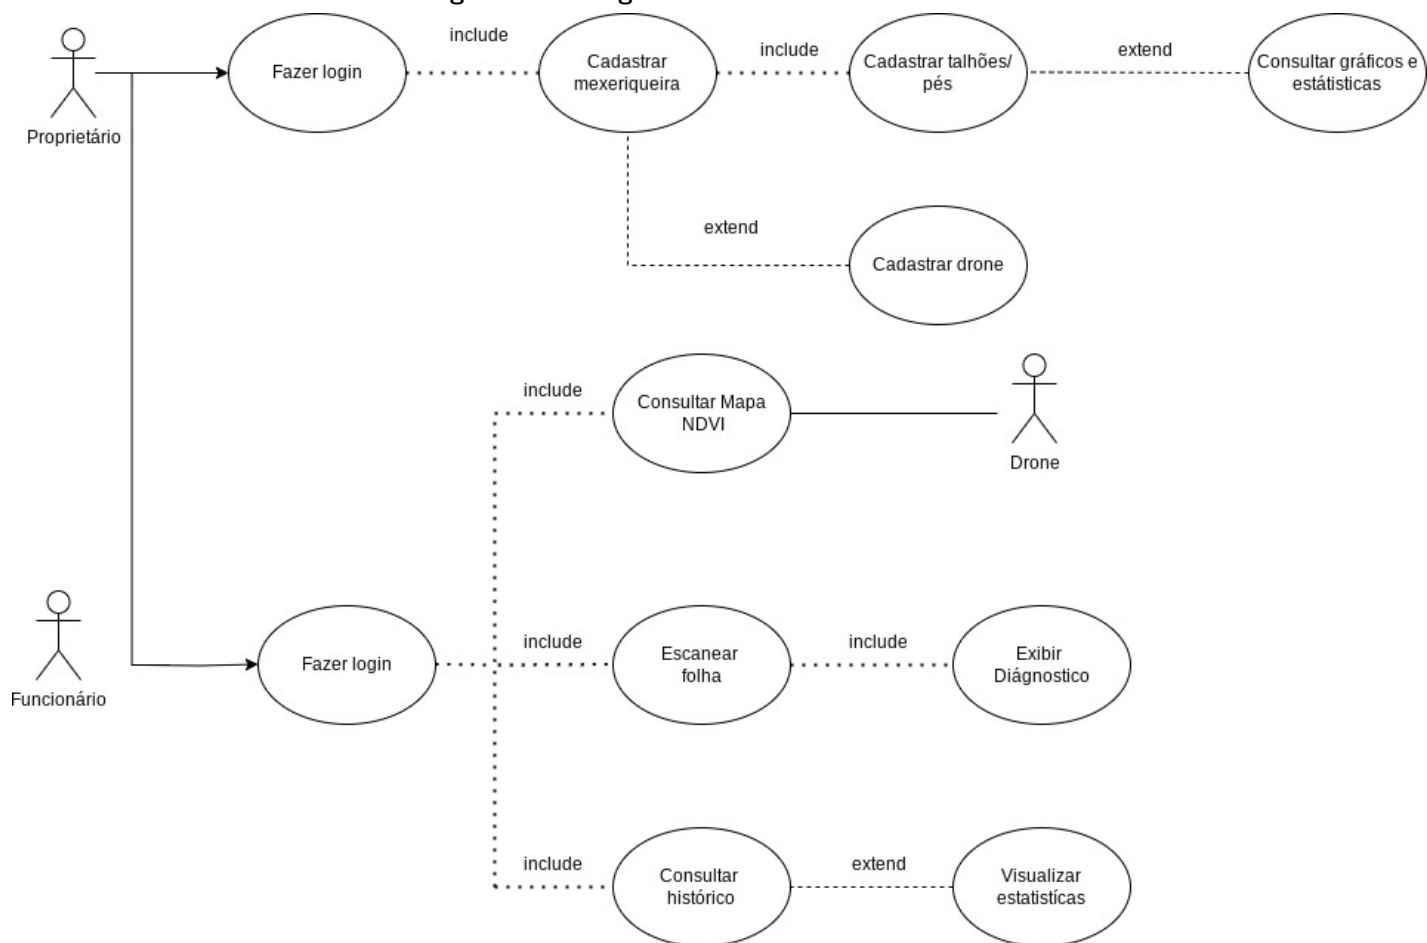 include
include
extend
Fazer login
Cadastrar
mexeriqueira
Cadastrar talhões/
pés
Consultar gráficos e
estátisticas
Proprietário
extend
Cadastrar drone
include
Consultar Mapa
NDVI
Drone
include
include
Fazer login
Escanear
folha
Exibir
Diágnostico
Funcionário
include
extend
Consultar
histórico
Visualizar
estatistícas